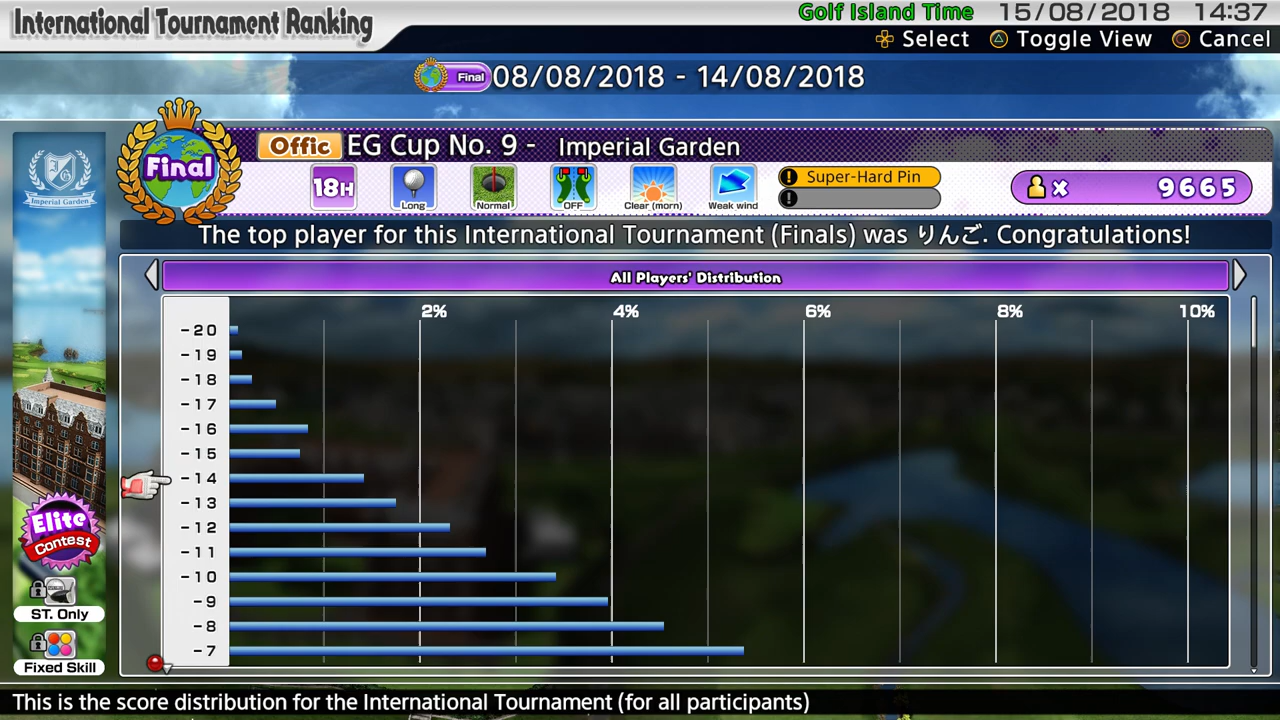 International Tournament Ranking
Golf Island Time 15/08/2018 14:37
Select Toggle View Cancel
Final 08/08/2018 - 14/08/2018
Final
Offic EG Cup No. 9 - Imperial Garden
18H
Long
Normal
OFF
Clear (morn)
Weak wind
! Super-Hard Pin
!
x 9665
Imperial Garden
The top player for this International Tournament (Finals) was りんご. Congratulations!
All Players' Distribution
2% 4% 6% 8% 10%
-20
-19
-18
-17
-16
-15
-14
-13
-12
-11
-10
-9
-8
-7
Elite
Contest
ST. Only
Fixed Skill
This is the score distribution for the International Tournament (for all participants)